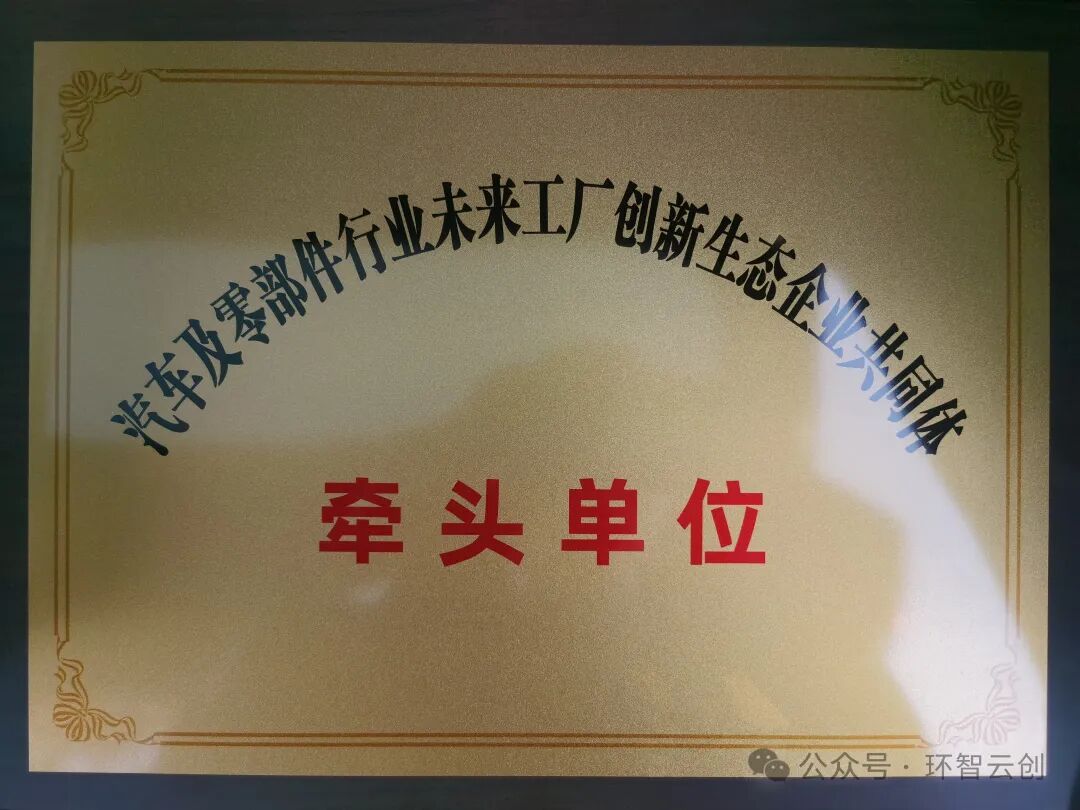 汽车及零部件行业未来工厂创新生态企业共同体
牵头单位
公众号·环智云创